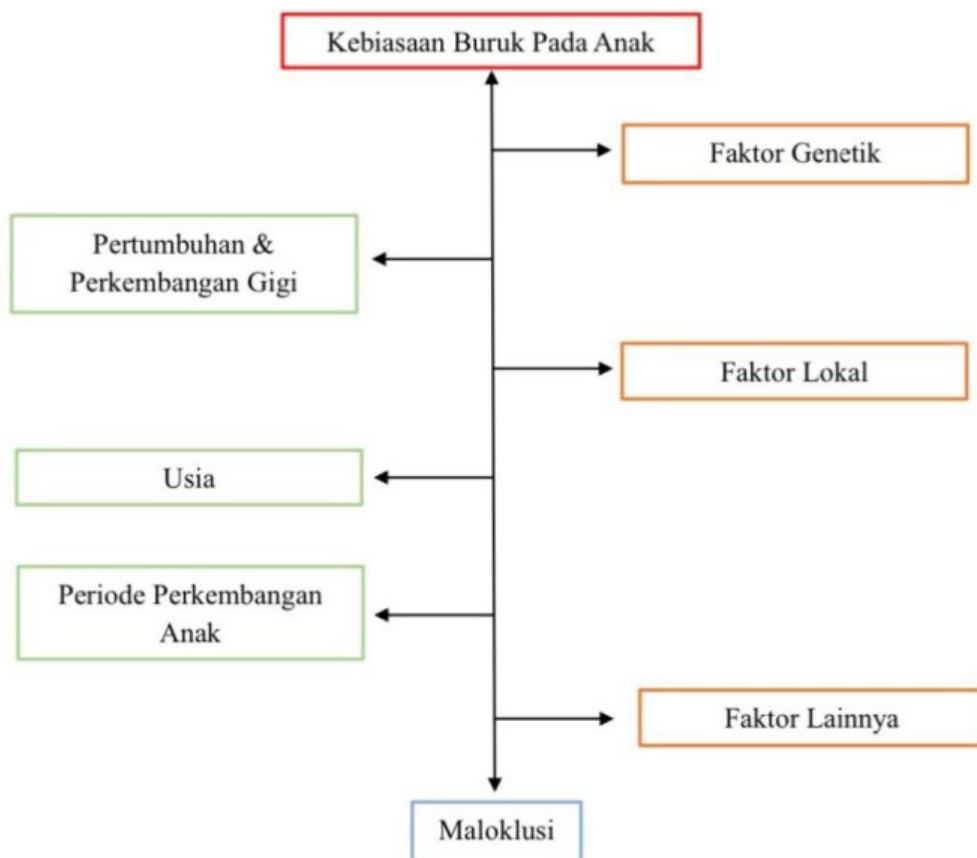 Kebiasaan Buruk Pada Anak
Faktor Genetik
Pertumbuhan &
Perkembangan Gigi
Faktor Lokal
Usia
Periode Perkembangan
Anak
Faktor Lainnya
Maloklusi